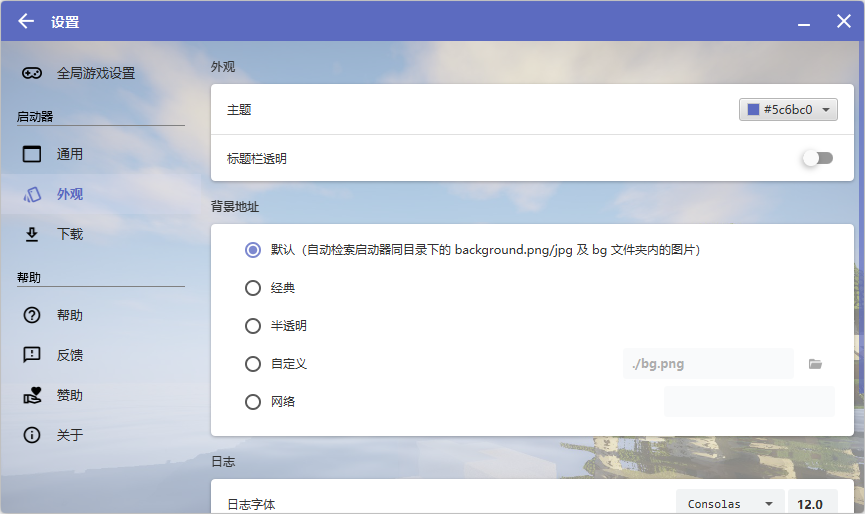 设置
全局游戏设置
启动器
通用
外观
下载
帮助
帮助
反馈
赞助
关于
外观
主题
#5c6bc0
标题栏透明
背景地址
默认（自动检索启动器同目录下的 background.png/jpg 及 bg 文件夹内的图片）
经典
半透明
自定义
./bg.png
网络
日志
日志字体
Consolas
12.0